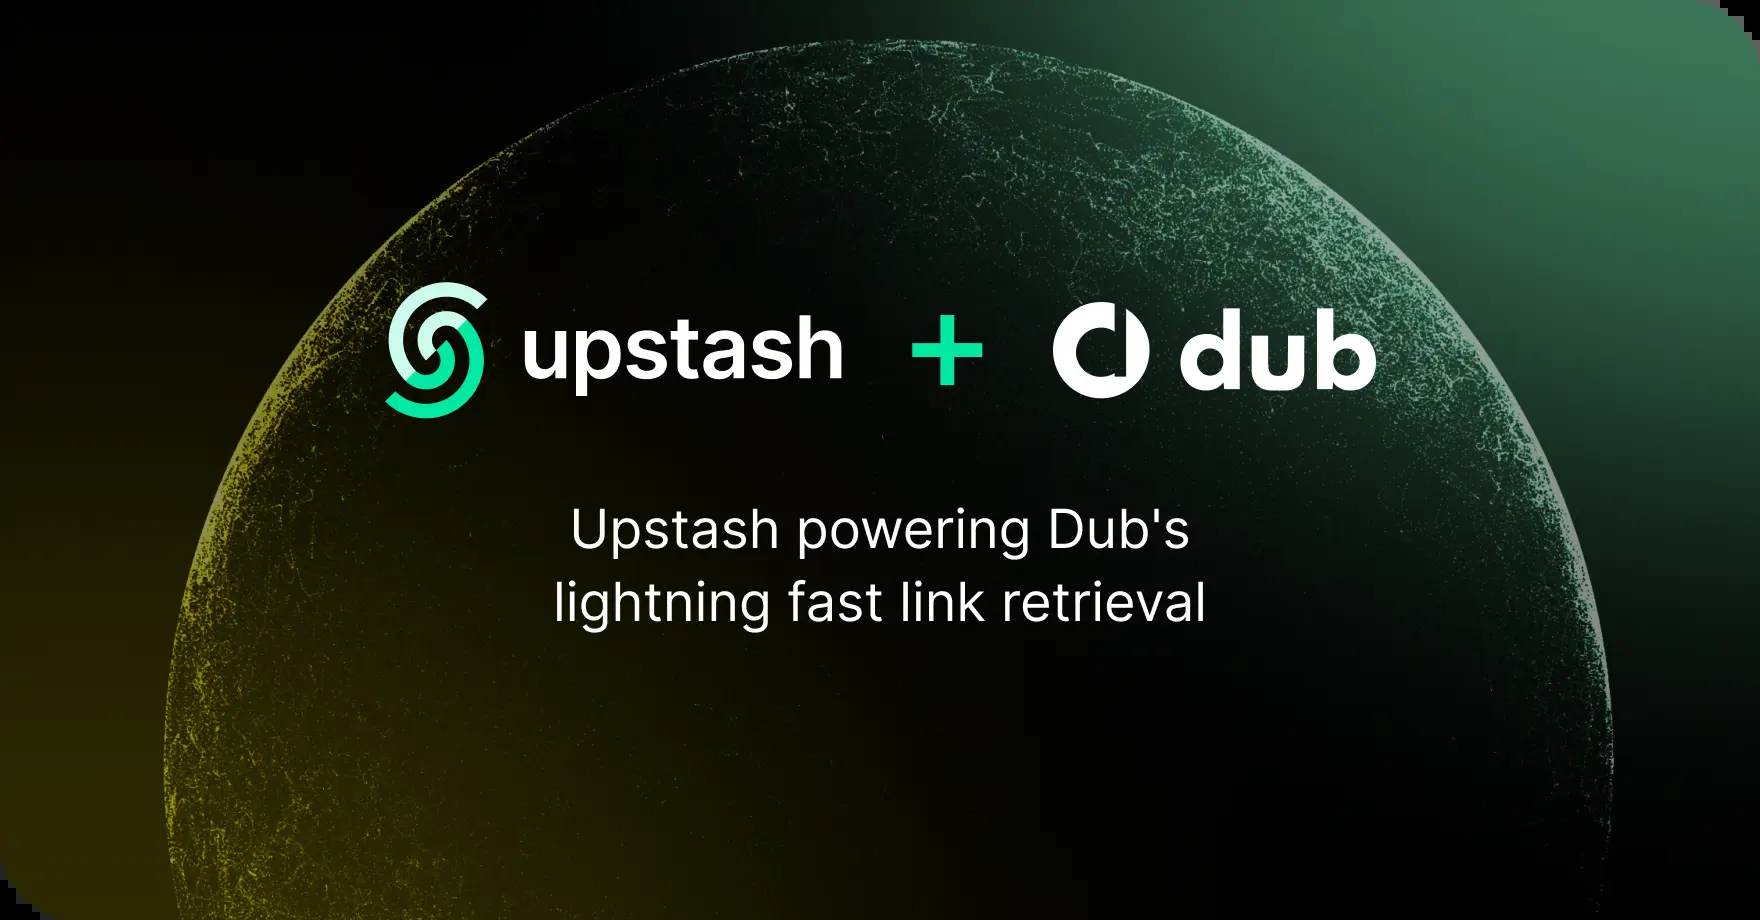 upstash + dub
Upstash powering Dub's
lightning fast link retrieval